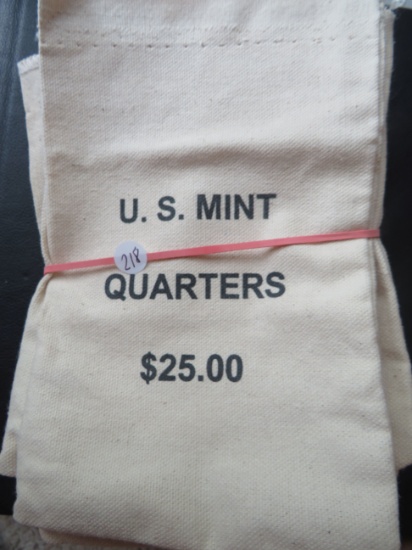 U. S. MINT
218
QUARTERS
$25.00